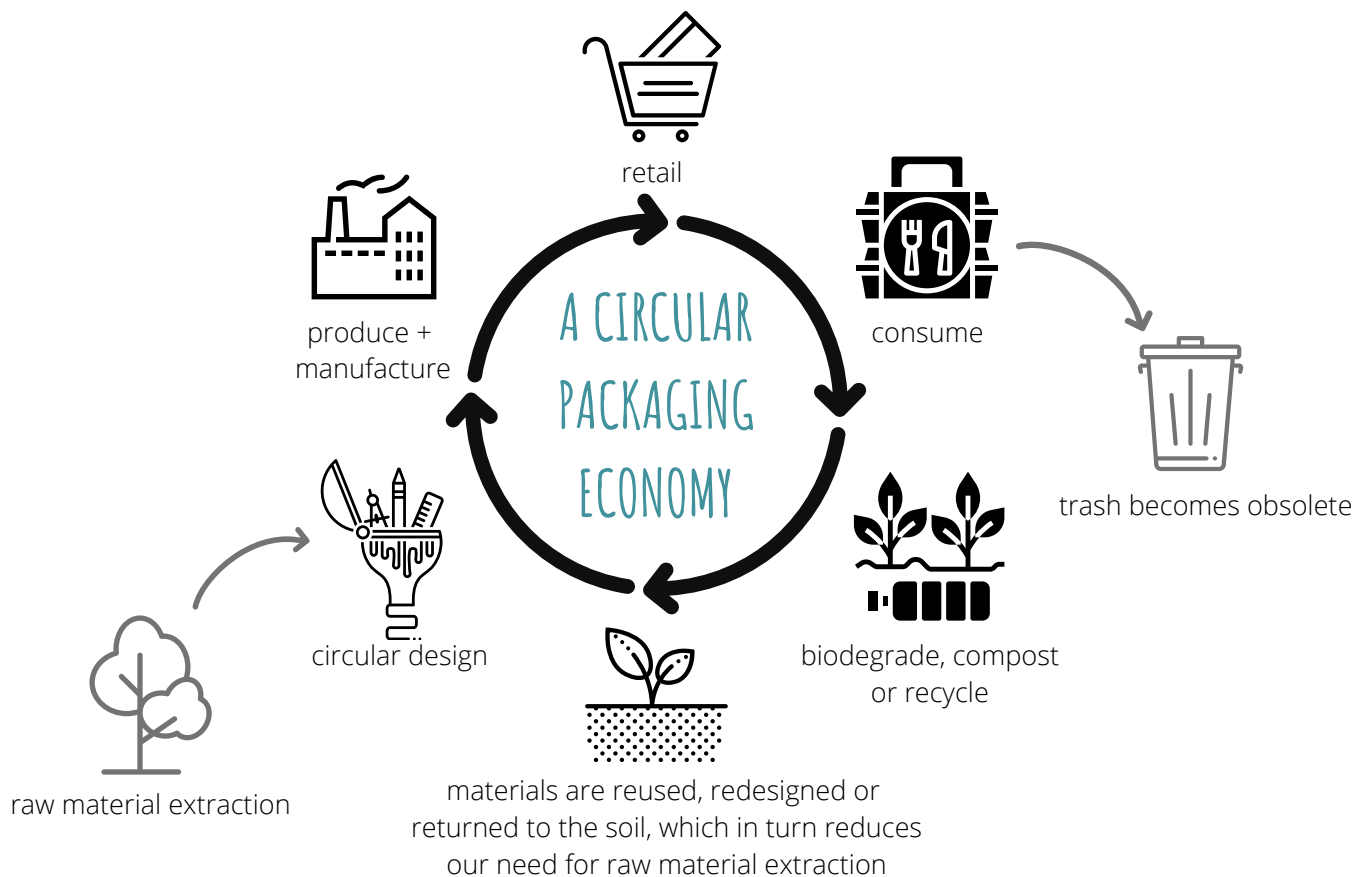 retail
produce +
manufacture
consume
A CIRCULAR
PACKAGING
ECONOMY
trash becomes obsolete
circular design
biodegrade, compost
or recycle
raw material extraction
materials are reused, redesigned or
returned to the soil, which in turn reduces
our need for raw material extraction